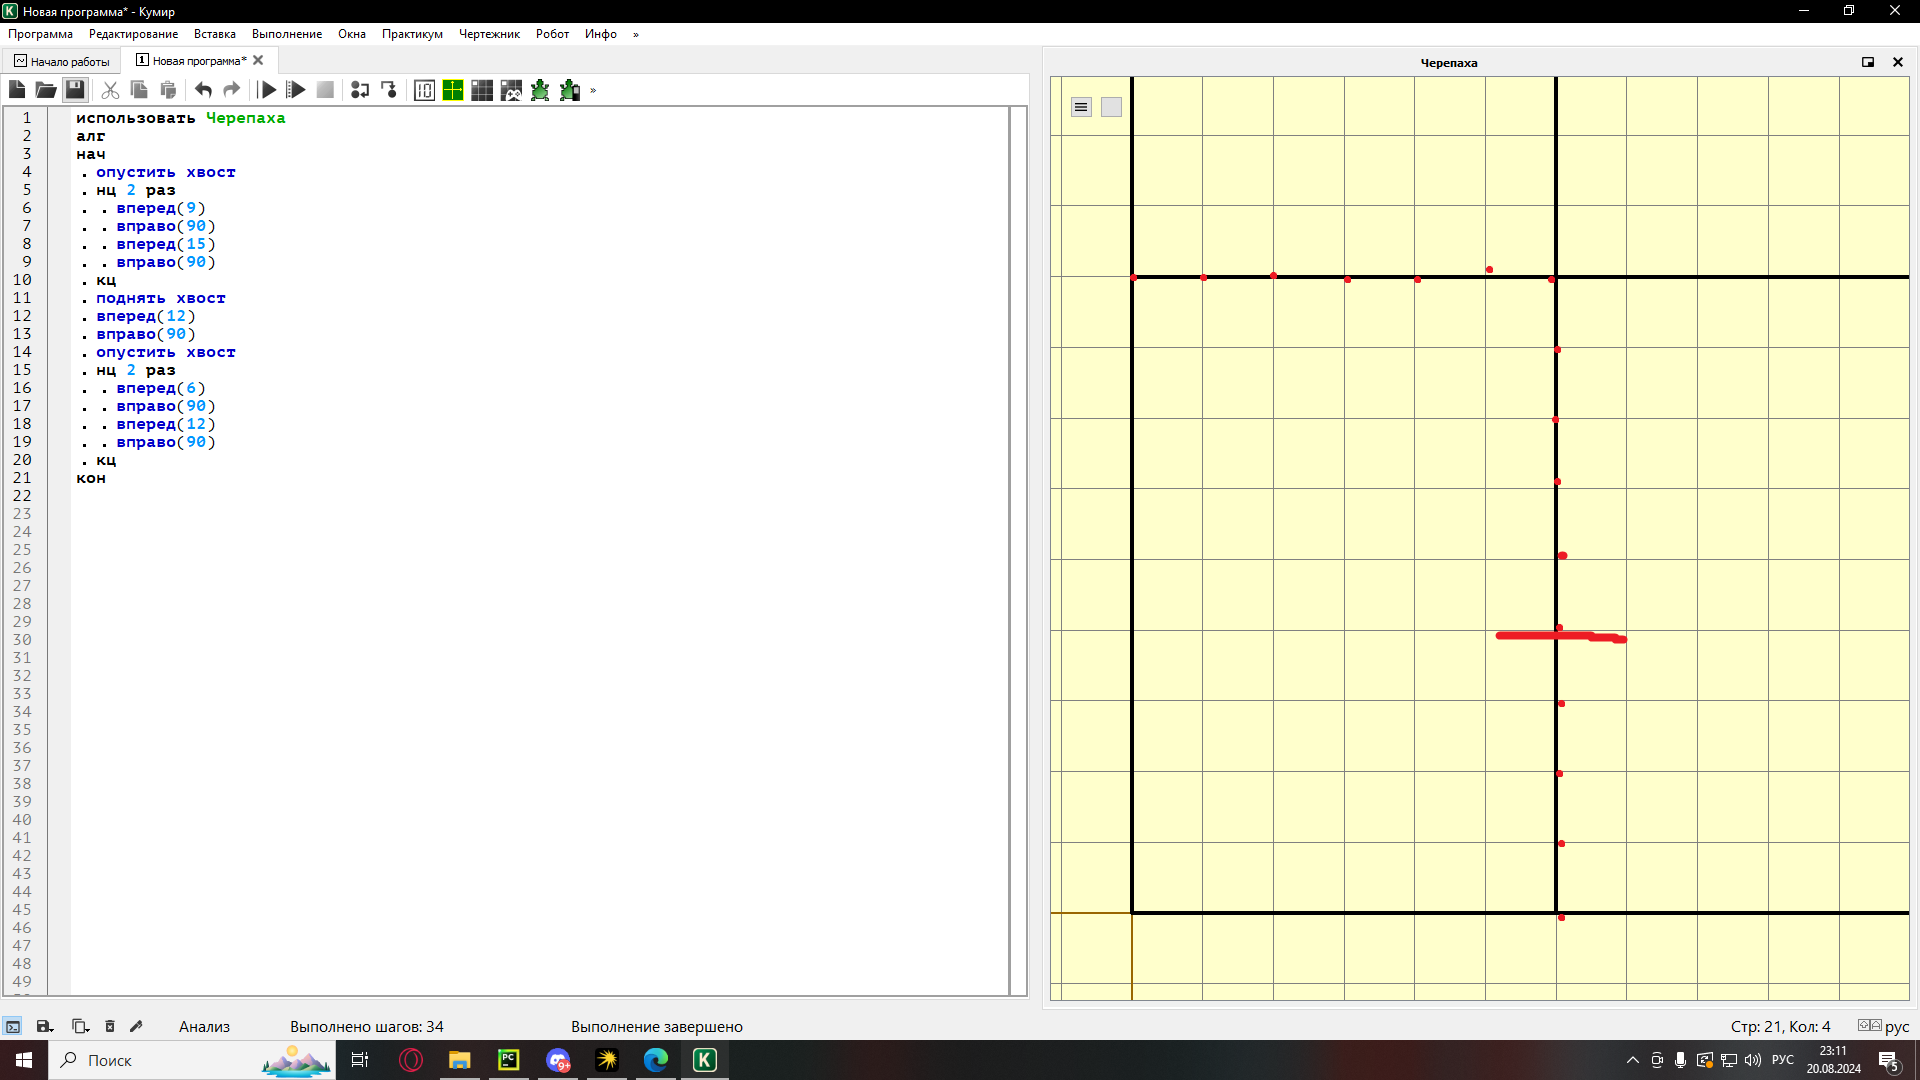 Новая программа* - Кумир
Программа Редактирование Вставка Выполнение Окна Практикум Чертежник Робот Инфо »
Начало работы
1 Новая программа*
»
Черепаха
1 использовать Черепаха
2 алг
3 нач
4 . опустить хвост
5 . нц 2 раз
6 . . вперед(9)
7 . . вправо(90)
8 . . вперед(15)
9 . . вправо(90)
10 . кц
11 . поднять хвост
12 . вперед(12)
13 . вправо(90)
14 . опустить хвост
15 . нц 2 раз
16 . . вперед(6)
17 . . вправо(90)
18 . . вперед(12)
19 . . вправо(90)
20 . кц
21 кон
22
23
24
25
26
27
28
29
30
31
32
33
34
35
36
37
38
39
40
41
42
43
44
45
46
47
48
49
Анализ Выполнено шагов: 34 Выполнение завершено Стр: 21, Кол: 4 рус
Поиск
PC
9+
K
РУС
23:11
20.08.2024
5